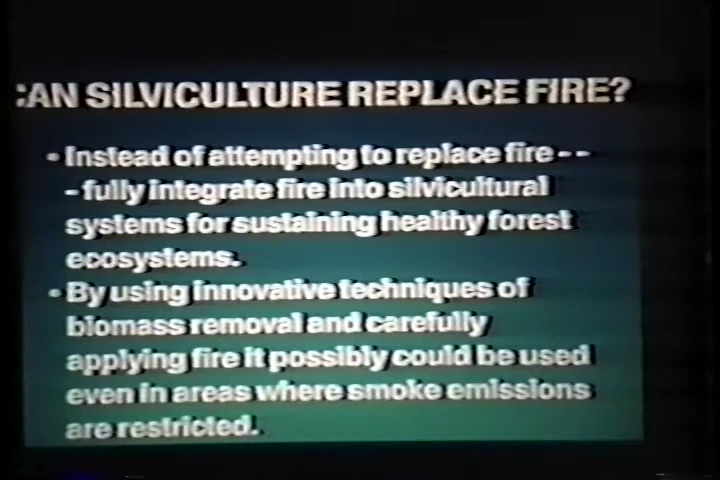 :AN SILVICULTURE REPLACE FIRE?
• Instead of attempting to replace fire - -
- fully integrate fire into silvicultural
systems for sustaining healthy forest
ecosystems.
• By using innovative techniques of
biomass removal and carefully
applying fire it possibly could be used
even in areas where smoke emissions
are restricted.